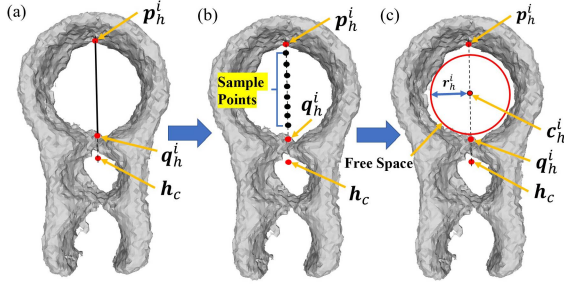 (a)
p_h^i
q_h^i
h_c
(b)
p_h^i
Sample
Points
q_h^i
h_c
(c)
p_h^i
r_h^i
c_h^i
Free Space
q_h^i
h_c